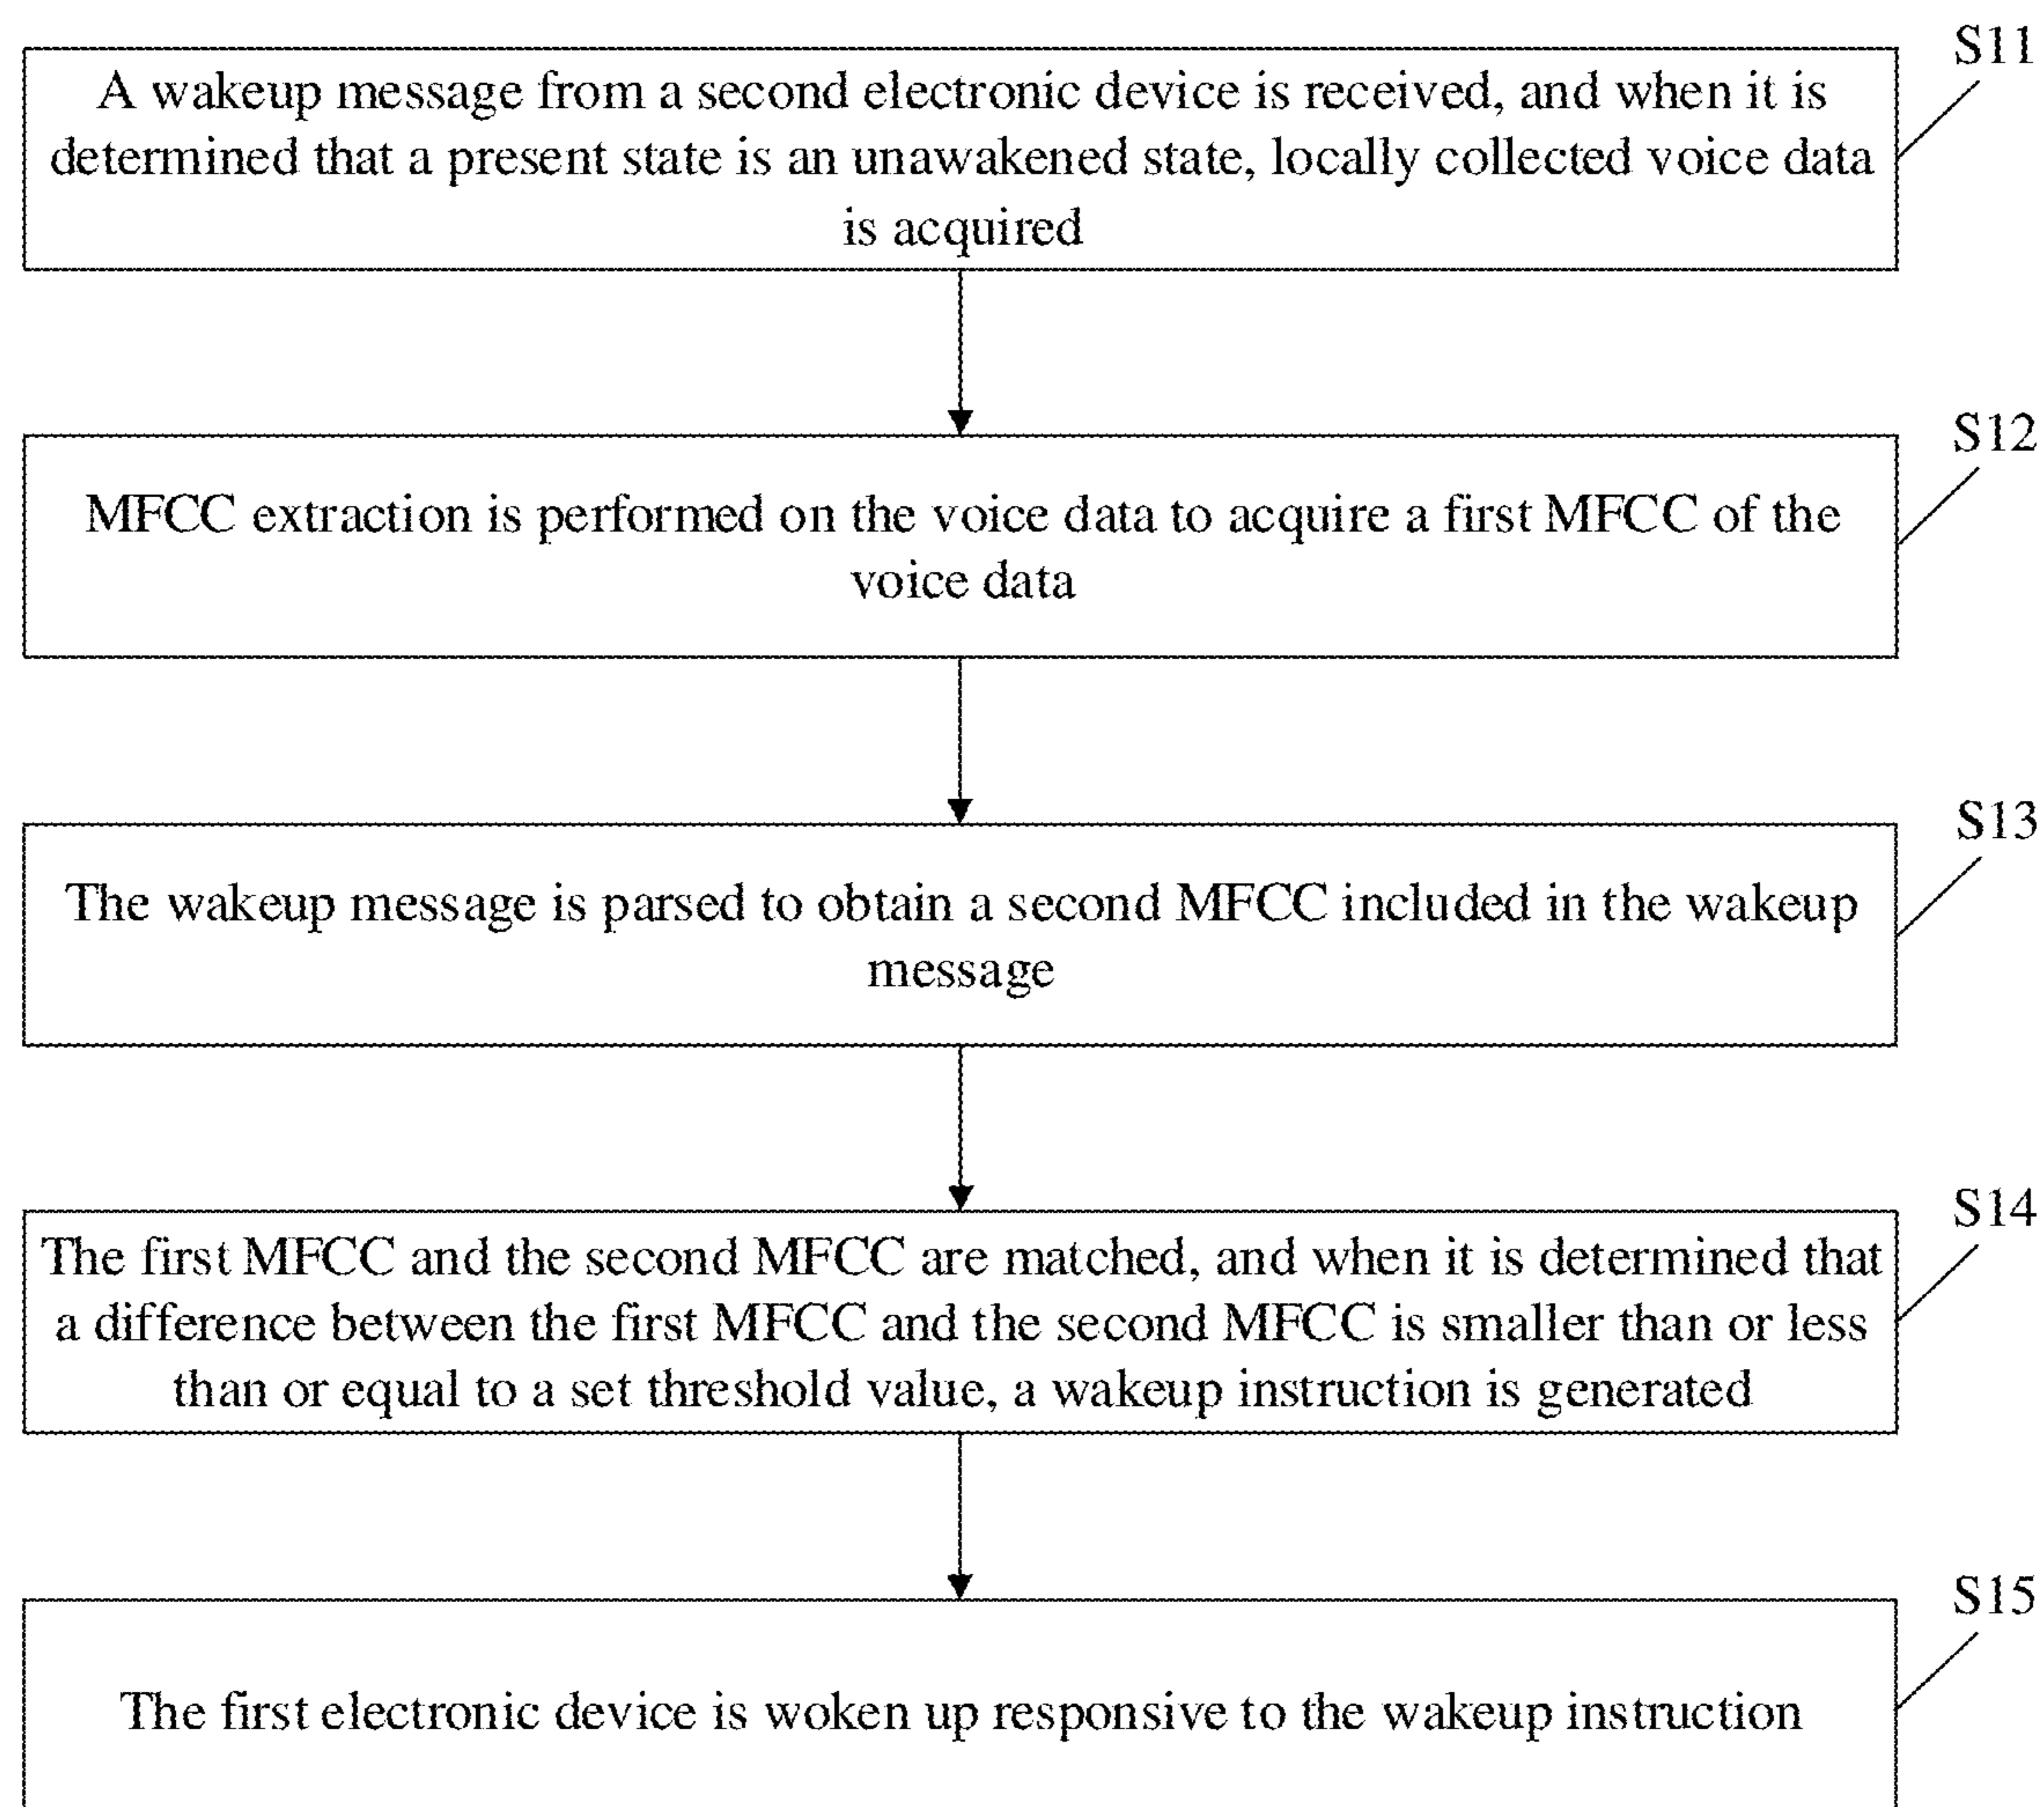 S11
A wakeup message from a second electronic device is received, and when it is
determined that a present state is an unawakened state, locally collected voice data
is acquired
S12
MFCC extraction is performed on the voice data to acquire a first MFCC of the
voice data
S13
The wakeup message is parsed to obtain a second MFCC included in the wakeup
message
S14
The first MFCC and the second MFCC are matched, and when it is determined that
a difference between the first MFCC and the second MFCC is smaller than or less
than or equal to a set threshold value, a wakeup instruction is generated
S15
The first electronic device is woken up responsive to the wakeup instruction